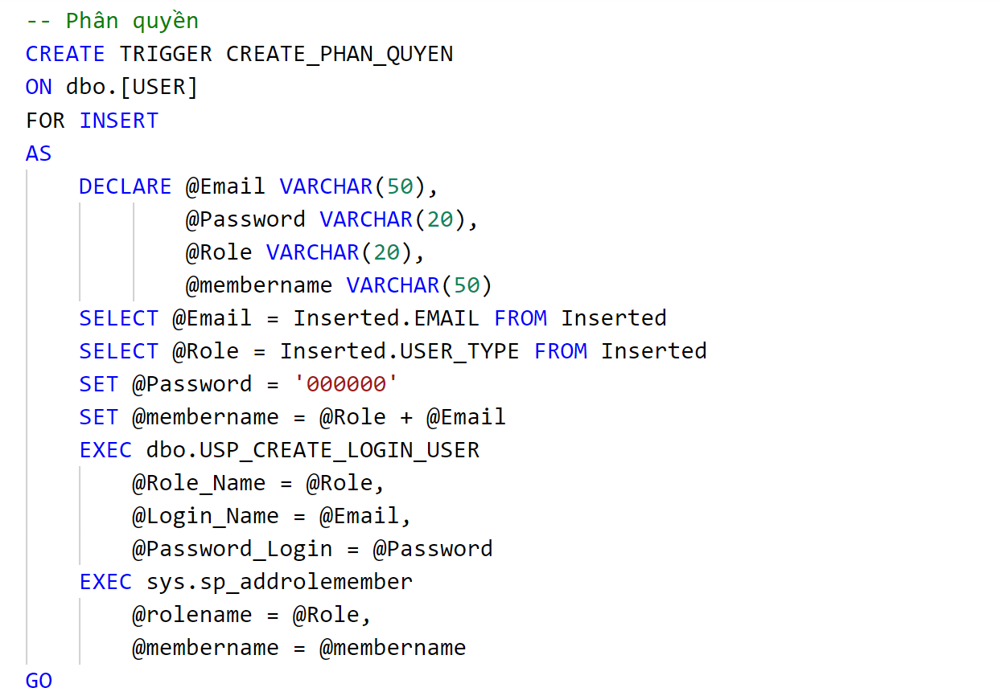 -- Phân quyền
CREATE TRIGGER CREATE_PHAN_QUYEN
ON dbo.[USER]
FOR INSERT
AS
    DECLARE @Email VARCHAR(50),
            @Password VARCHAR(20),
            @Role VARCHAR(20),
            @membername VARCHAR(50)
    SELECT @Email = Inserted.EMAIL FROM Inserted
    SELECT @Role = Inserted.USER_TYPE FROM Inserted
    SET @Password = '000000'
    SET @membername = @Role + @Email
    EXEC dbo.USP_CREATE_LOGIN_USER
        @Role_Name = @Role,
        @Login_Name = @Email,
        @Password_Login = @Password
    EXEC sys.sp_addrolemember
        @rolename = @Role,
        @membername = @membername
GO